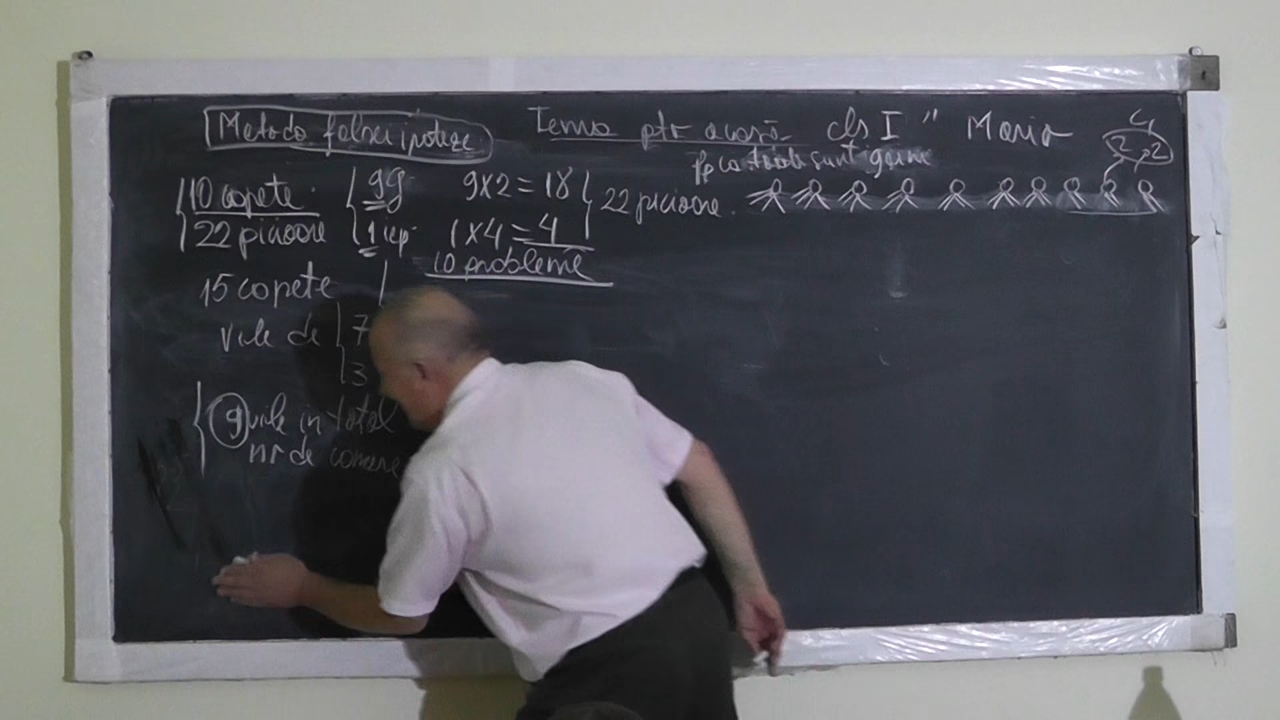 Metoda falsei ipoteze
Tema ptr acasă cls I " Maria
pp ca toate sunt găini
10 capete
22 picioare
9g 9x2 = 18
1 iep 1x4 = 4
22 picioare
10 probleme
4
2 2
15 capete
vile de 7
3
9 vile in total
nr de camere